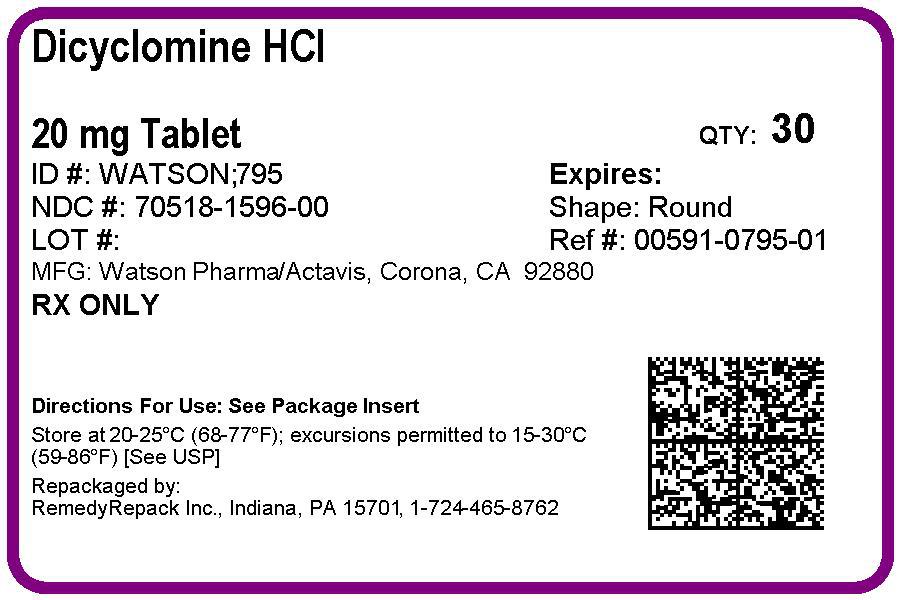 Dicyclomine HCl
20 mg Tablet
QTY: 30
ID #: WATSON;795
Expires:
NDC #: 70518-1596-00
Shape: Round
LOT #:
Ref #: 00591-0795-01
MFG: Watson Pharma/Actavis, Corona, CA 92880
RX ONLY
Directions For Use: See Package Insert
Store at 20-25°C (68-77°F); excursions permitted to 15-30°C
(59-86°F) [See USP]
Repackaged by:
RemedyRepack Inc., Indiana, PA 15701, 1-724-465-8762